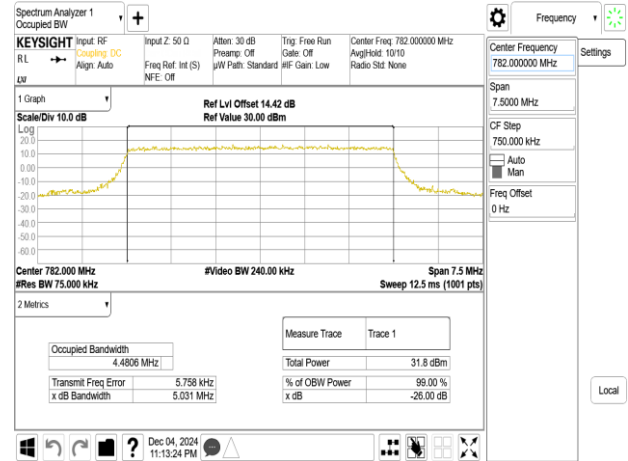 Spectrum Analyzer 1
Occupied BW
Frequency
KEYSIGHT
Input: RF
Coupling: DC
Align: Auto
RL
LXI
Input Z: 50 Ω
Freq Ref: Int (S)
NFE: Off
Atten: 30 dB
Preamp: Off
µW Path: Standard
Trig: Free Run
Gate: Off
#IF Gain: Low
Center Freq: 782.000000 MHz
Avg|Hold: 10/10
Radio Std: None
Center Frequency
782.000000 MHz
Settings
Span
7.5000 MHz
CF Step
750.000 kHz
Auto
Man
Freq Offset
0 Hz
Local
1 Graph
Scale/Div 10.0 dB
Ref Lvl Offset 14.42 dB
Ref Value 30.00 dBm
Log
20.0
10.0
0.00
-10.0
-20.0
-30.0
-40.0
-50.0
-60.0
Center 782.000 MHz
#Video BW 240.00 kHz
Span 7.5 MHz
#Res BW 75.000 kHz
Sweep 12.5 ms (1001 pts)
2 Metrics
Measure Trace Trace 1
Occupied Bandwidth
4.4806 MHz
Total Power 31.8 dBm
Transmit Freq Error 5.758 kHz
% of OBW Power 99.00 %
x dB Bandwidth 5.031 MHz
x dB -26.00 dB
?
Dec 04, 2024
11:13:24 PM